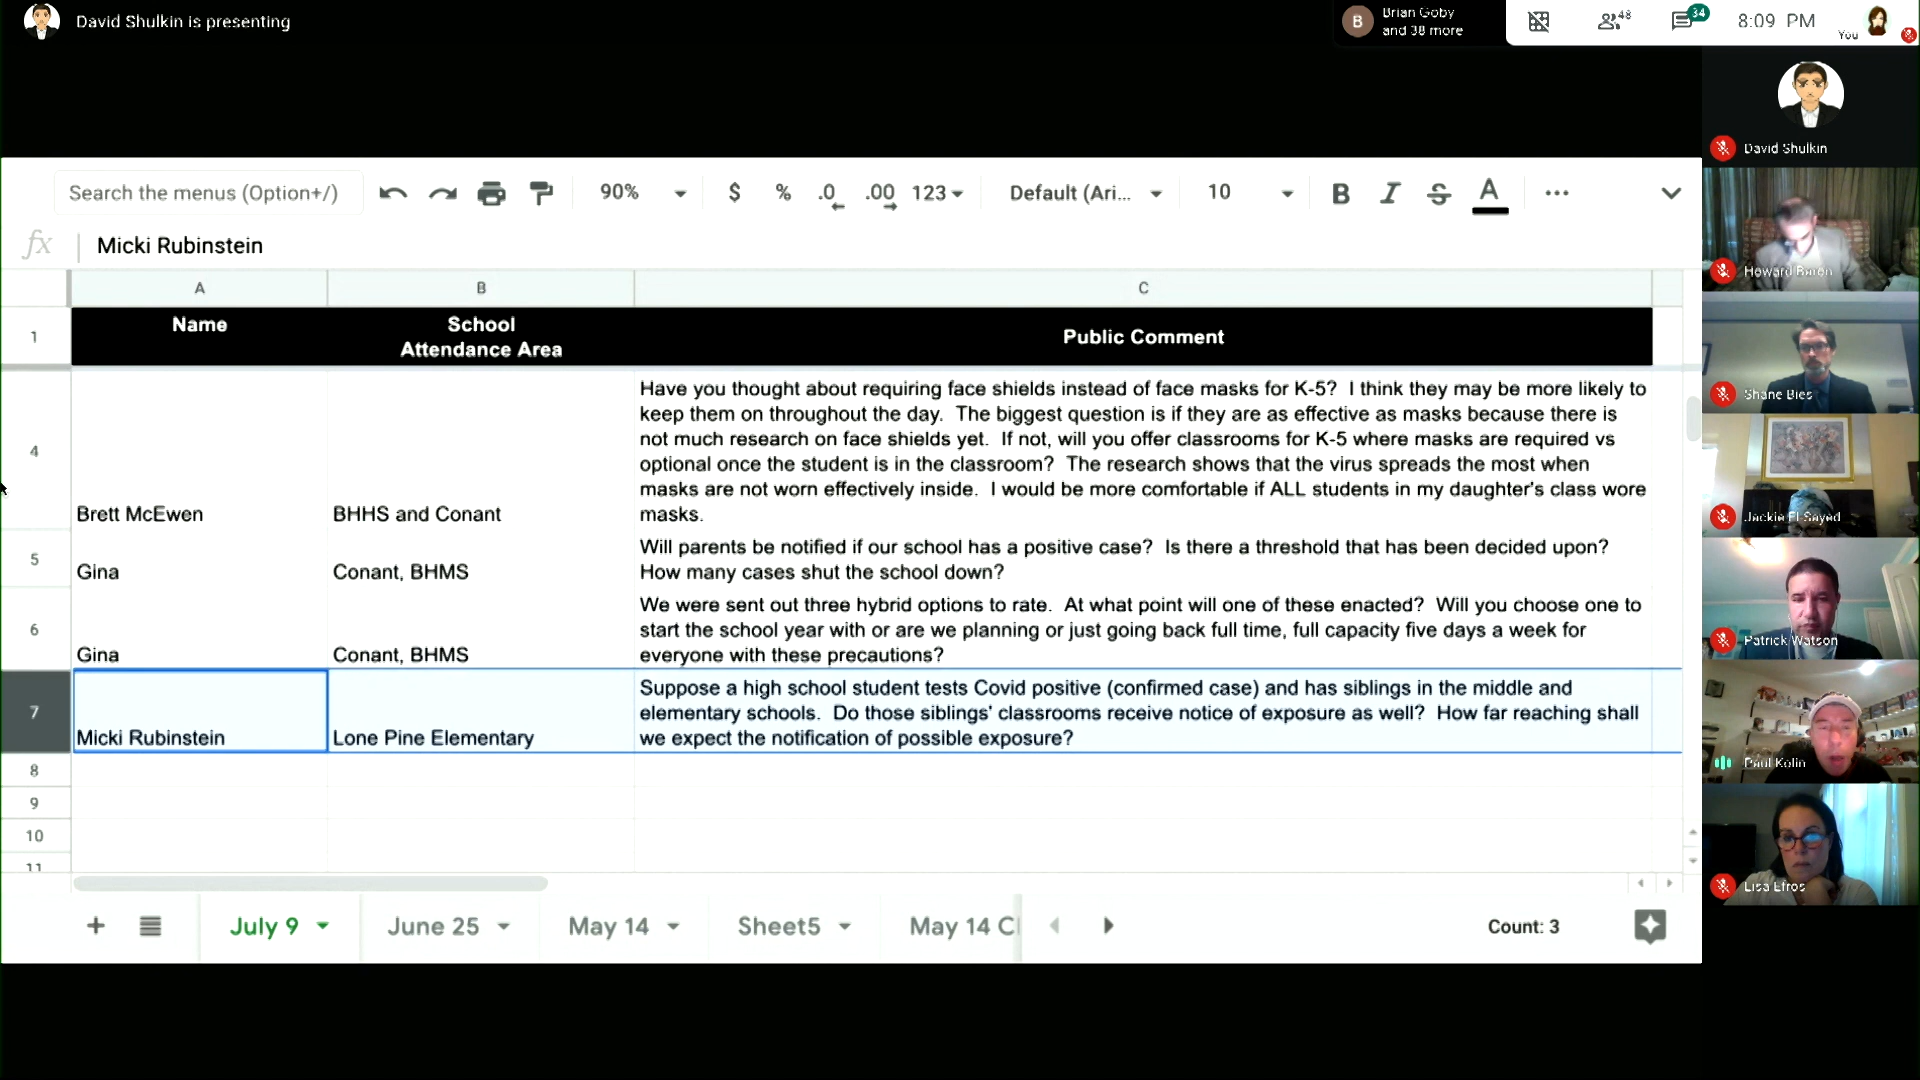 David Shulkin is presenting
B
Brian Goby
and 38 more
48
34
8:09 PM
You
Search the menus (Option+/)
90%
$
%
.0
.00
123
Default (Ari...
10
B
I
S
A
fx
Micki Rubinstein
A
B
C
1
Name
School
Attendance Area
Public Comment
4
Brett McEwen
BHHS and Conant
Have you thought about requiring face shields instead of face masks for K-5? I think they may be more likely to
keep them on throughout the day. The biggest question is if they are as effective as masks because there is
not much research on face shields yet. If not, will you offer classrooms for K-5 where masks are required vs
optional once the student is in the classroom? The research shows that the virus spreads the most when
masks are not worn effectively inside. I would be more comfortable if ALL students in my daughter's class wore
masks.
5
Gina
Conant, BHMS
Will parents be notified if our school has a positive case? Is there a threshold that has been decided upon?
How many cases shut the school down?
6
Gina
Conant, BHMS
We were sent out three hybrid options to rate. At what point will one of these enacted? Will you choose one to
start the school year with or are we planning or just going back full time, full capacity five days a week for
everyone with these precautions?
7
Micki Rubinstein
Lone Pine Elementary
Suppose a high school student tests Covid positive (confirmed case) and has siblings in the middle and
elementary schools. Do those siblings' classrooms receive notice of exposure as well? How far reaching shall
we expect the notification of possible exposure?
8
9
10
11
July 9
June 25
May 14
Sheet5
May 14 C
Count: 3
David Shulkin
Howard Baron
Shane Bies
Jackie El-Sayed
Patrick Watson
Paul Kolin
Lisa Efros